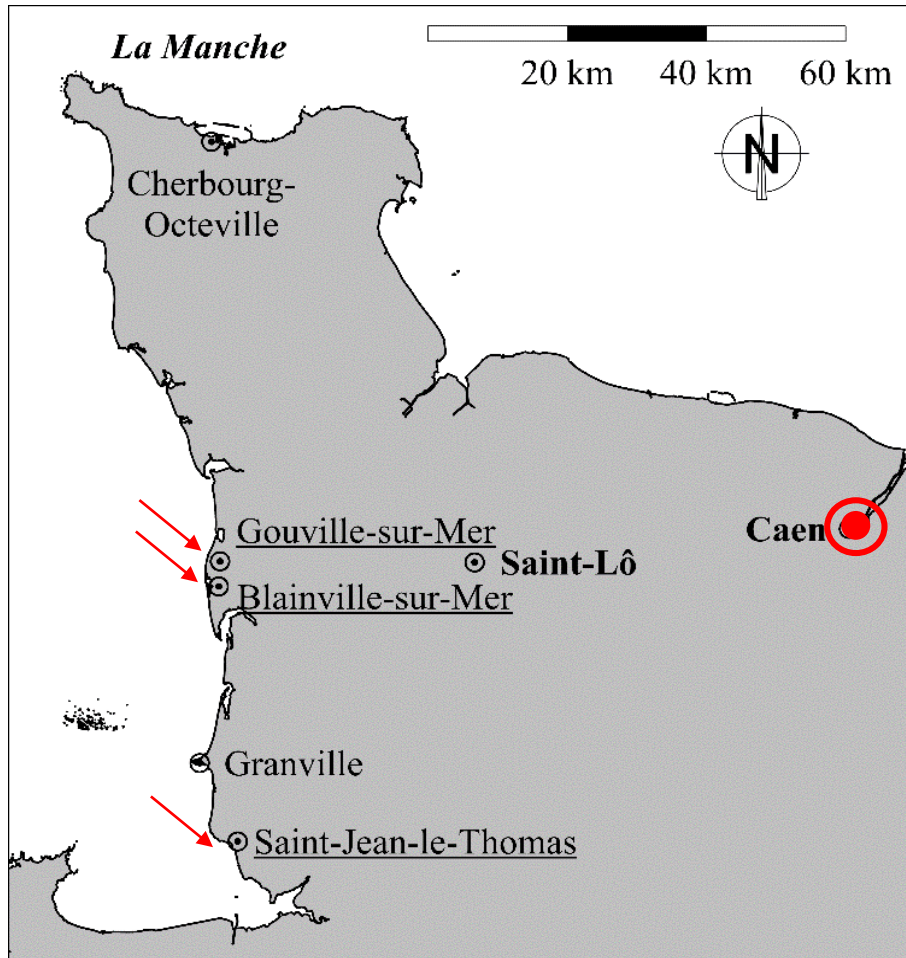 La Manche
20 km 40 km 60 km
N
Cherbourg-
Octeville
Gouville-sur-Mer
Caen
Saint-Lô
Blainville-sur-Mer
Granville
Saint-Jean-le-Thomas